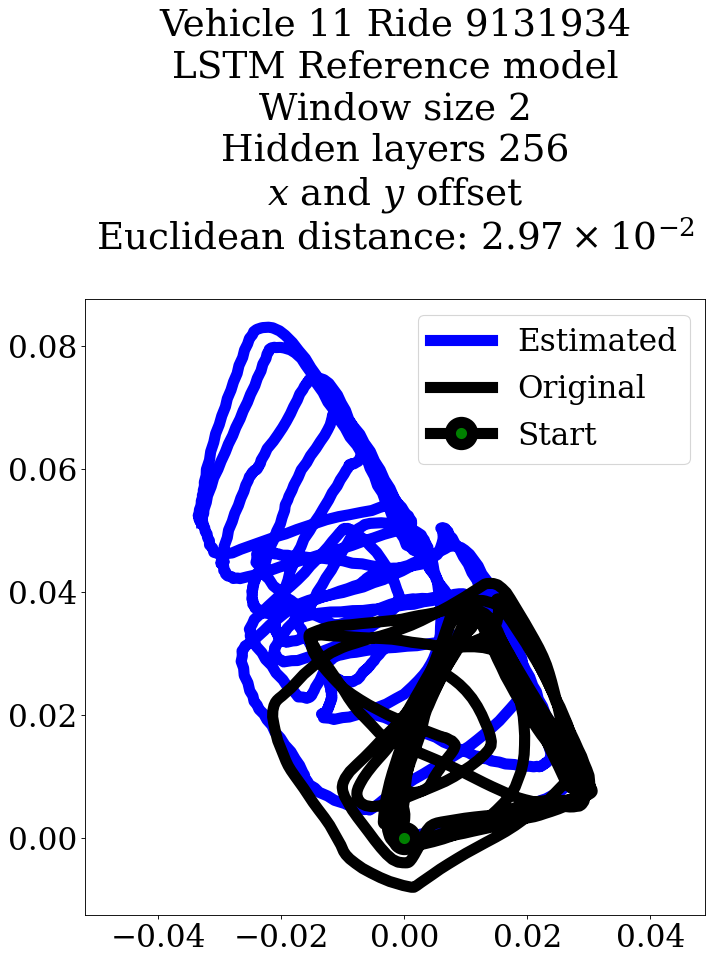 Vehicle 11 Ride 9131934
LSTM Reference model
Window size 2
Hidden layers 256
x and y offset
Euclidean distance: 2.97 × 10⁻²
Estimated
Original
Start
0.08
0.06
0.04
0.02
0.00
−0.04 −0.02 0.00 0.02 0.04